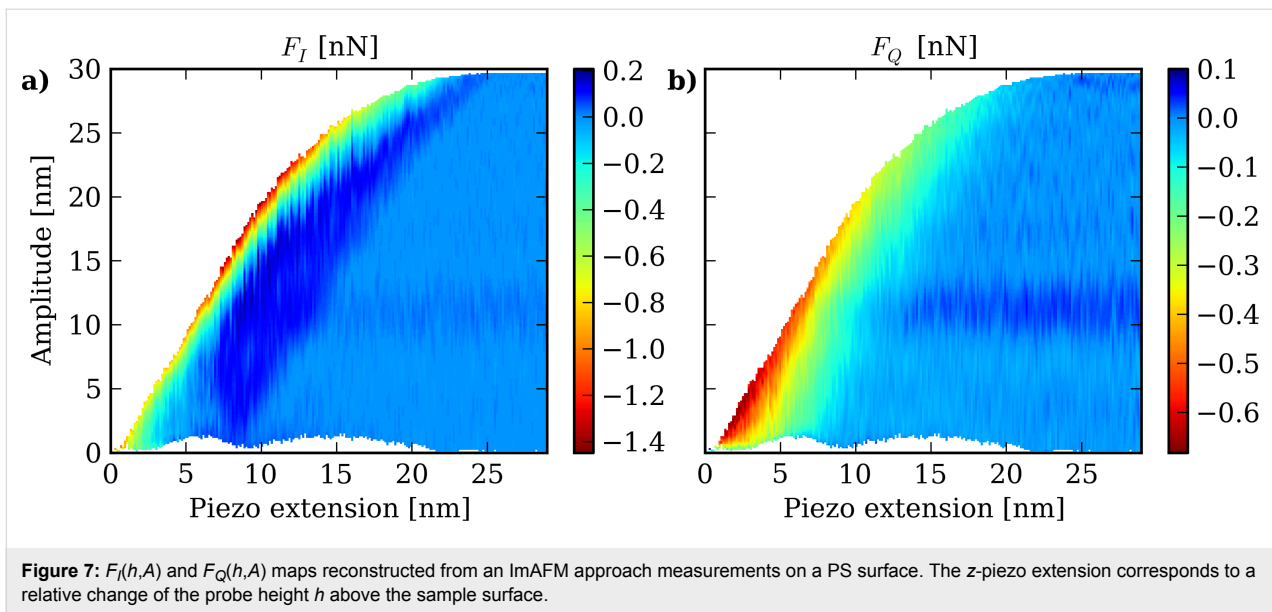 F_I [nN]
F_Q [nN]
a)
b)
30
25
20
15
10
5
0
Amplitude [nm]
0 5 10 15 20 25
Piezo extension [nm]
0.2
0.0
−0.2
−0.4
−0.6
−0.8
−1.0
−1.2
−1.4
30
25
20
15
10
5
0
0 5 10 15 20 25
Piezo extension [nm]
0.1
0.0
−0.1
−0.2
−0.3
−0.4
−0.5
−0.6
Figure 7: F_I(h,A) and F_Q(h,A) maps reconstructed from an ImAFM approach measurements on a PS surface. The z-piezo extension corresponds to a
relative change of the probe height h above the sample surface.